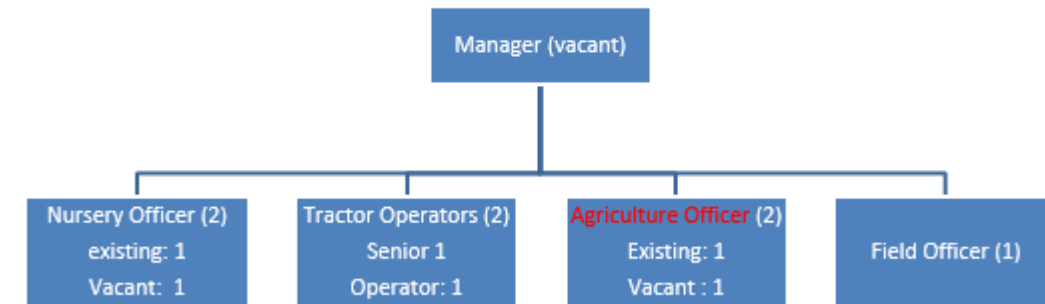 Manager (vacant)
Nursery Officer (2)
existing: 1
Vacant: 1
Tractor Operators (2)
Senior 1
Operator: 1
Agriculture Officer (2)
Existing: 1
Vacant : 1
Field Officer (1)